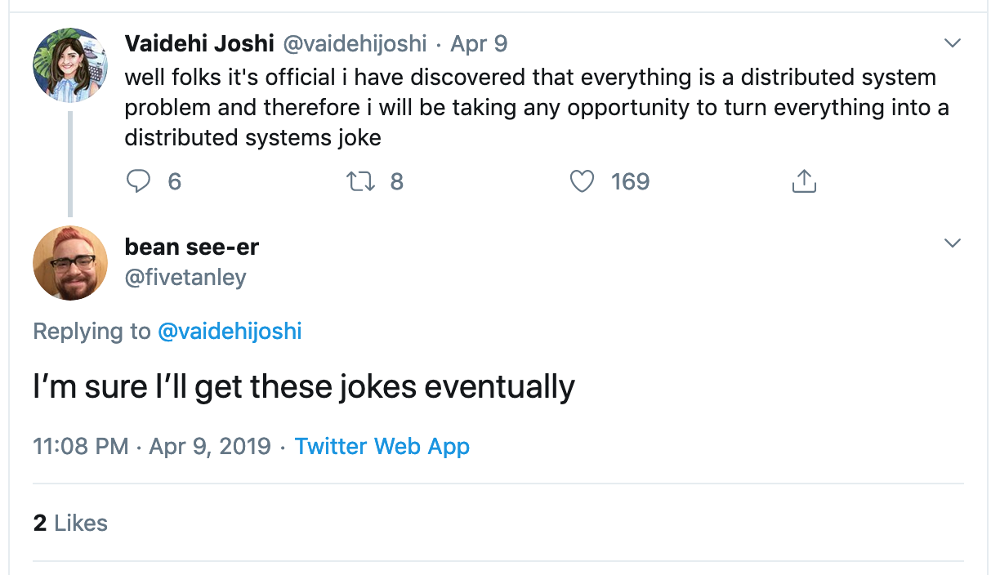 Vaidehi Joshi @vaidehijoshi · Apr 9
well folks it's official i have discovered that everything is a distributed system
problem and therefore i will be taking any opportunity to turn everything into a
distributed systems joke
6 8 169
bean see-er
@fivetanley
Replying to @vaidehijoshi
I’m sure I’ll get these jokes eventually
11:08 PM · Apr 9, 2019 · Twitter Web App
2 Likes